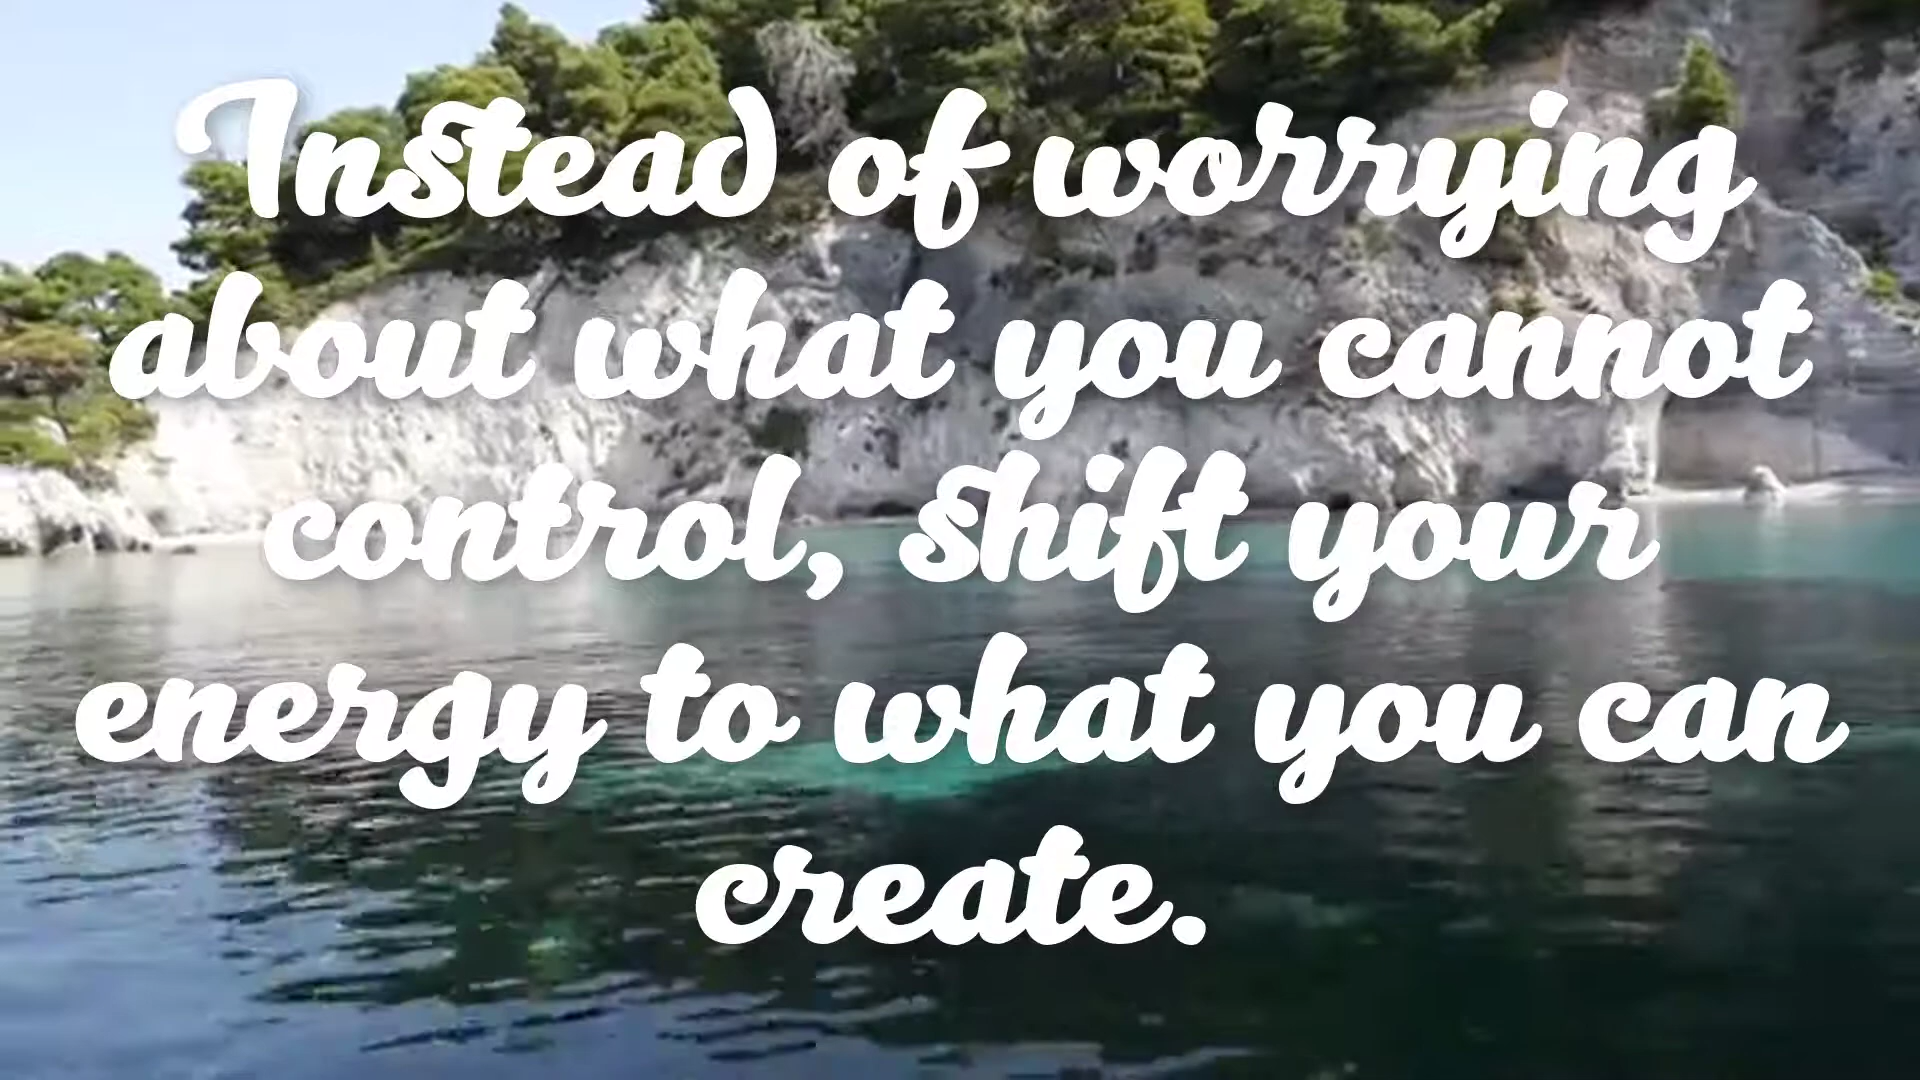 Instead of worrying
about what you cannot
control, shift your
energy to what you can
create.